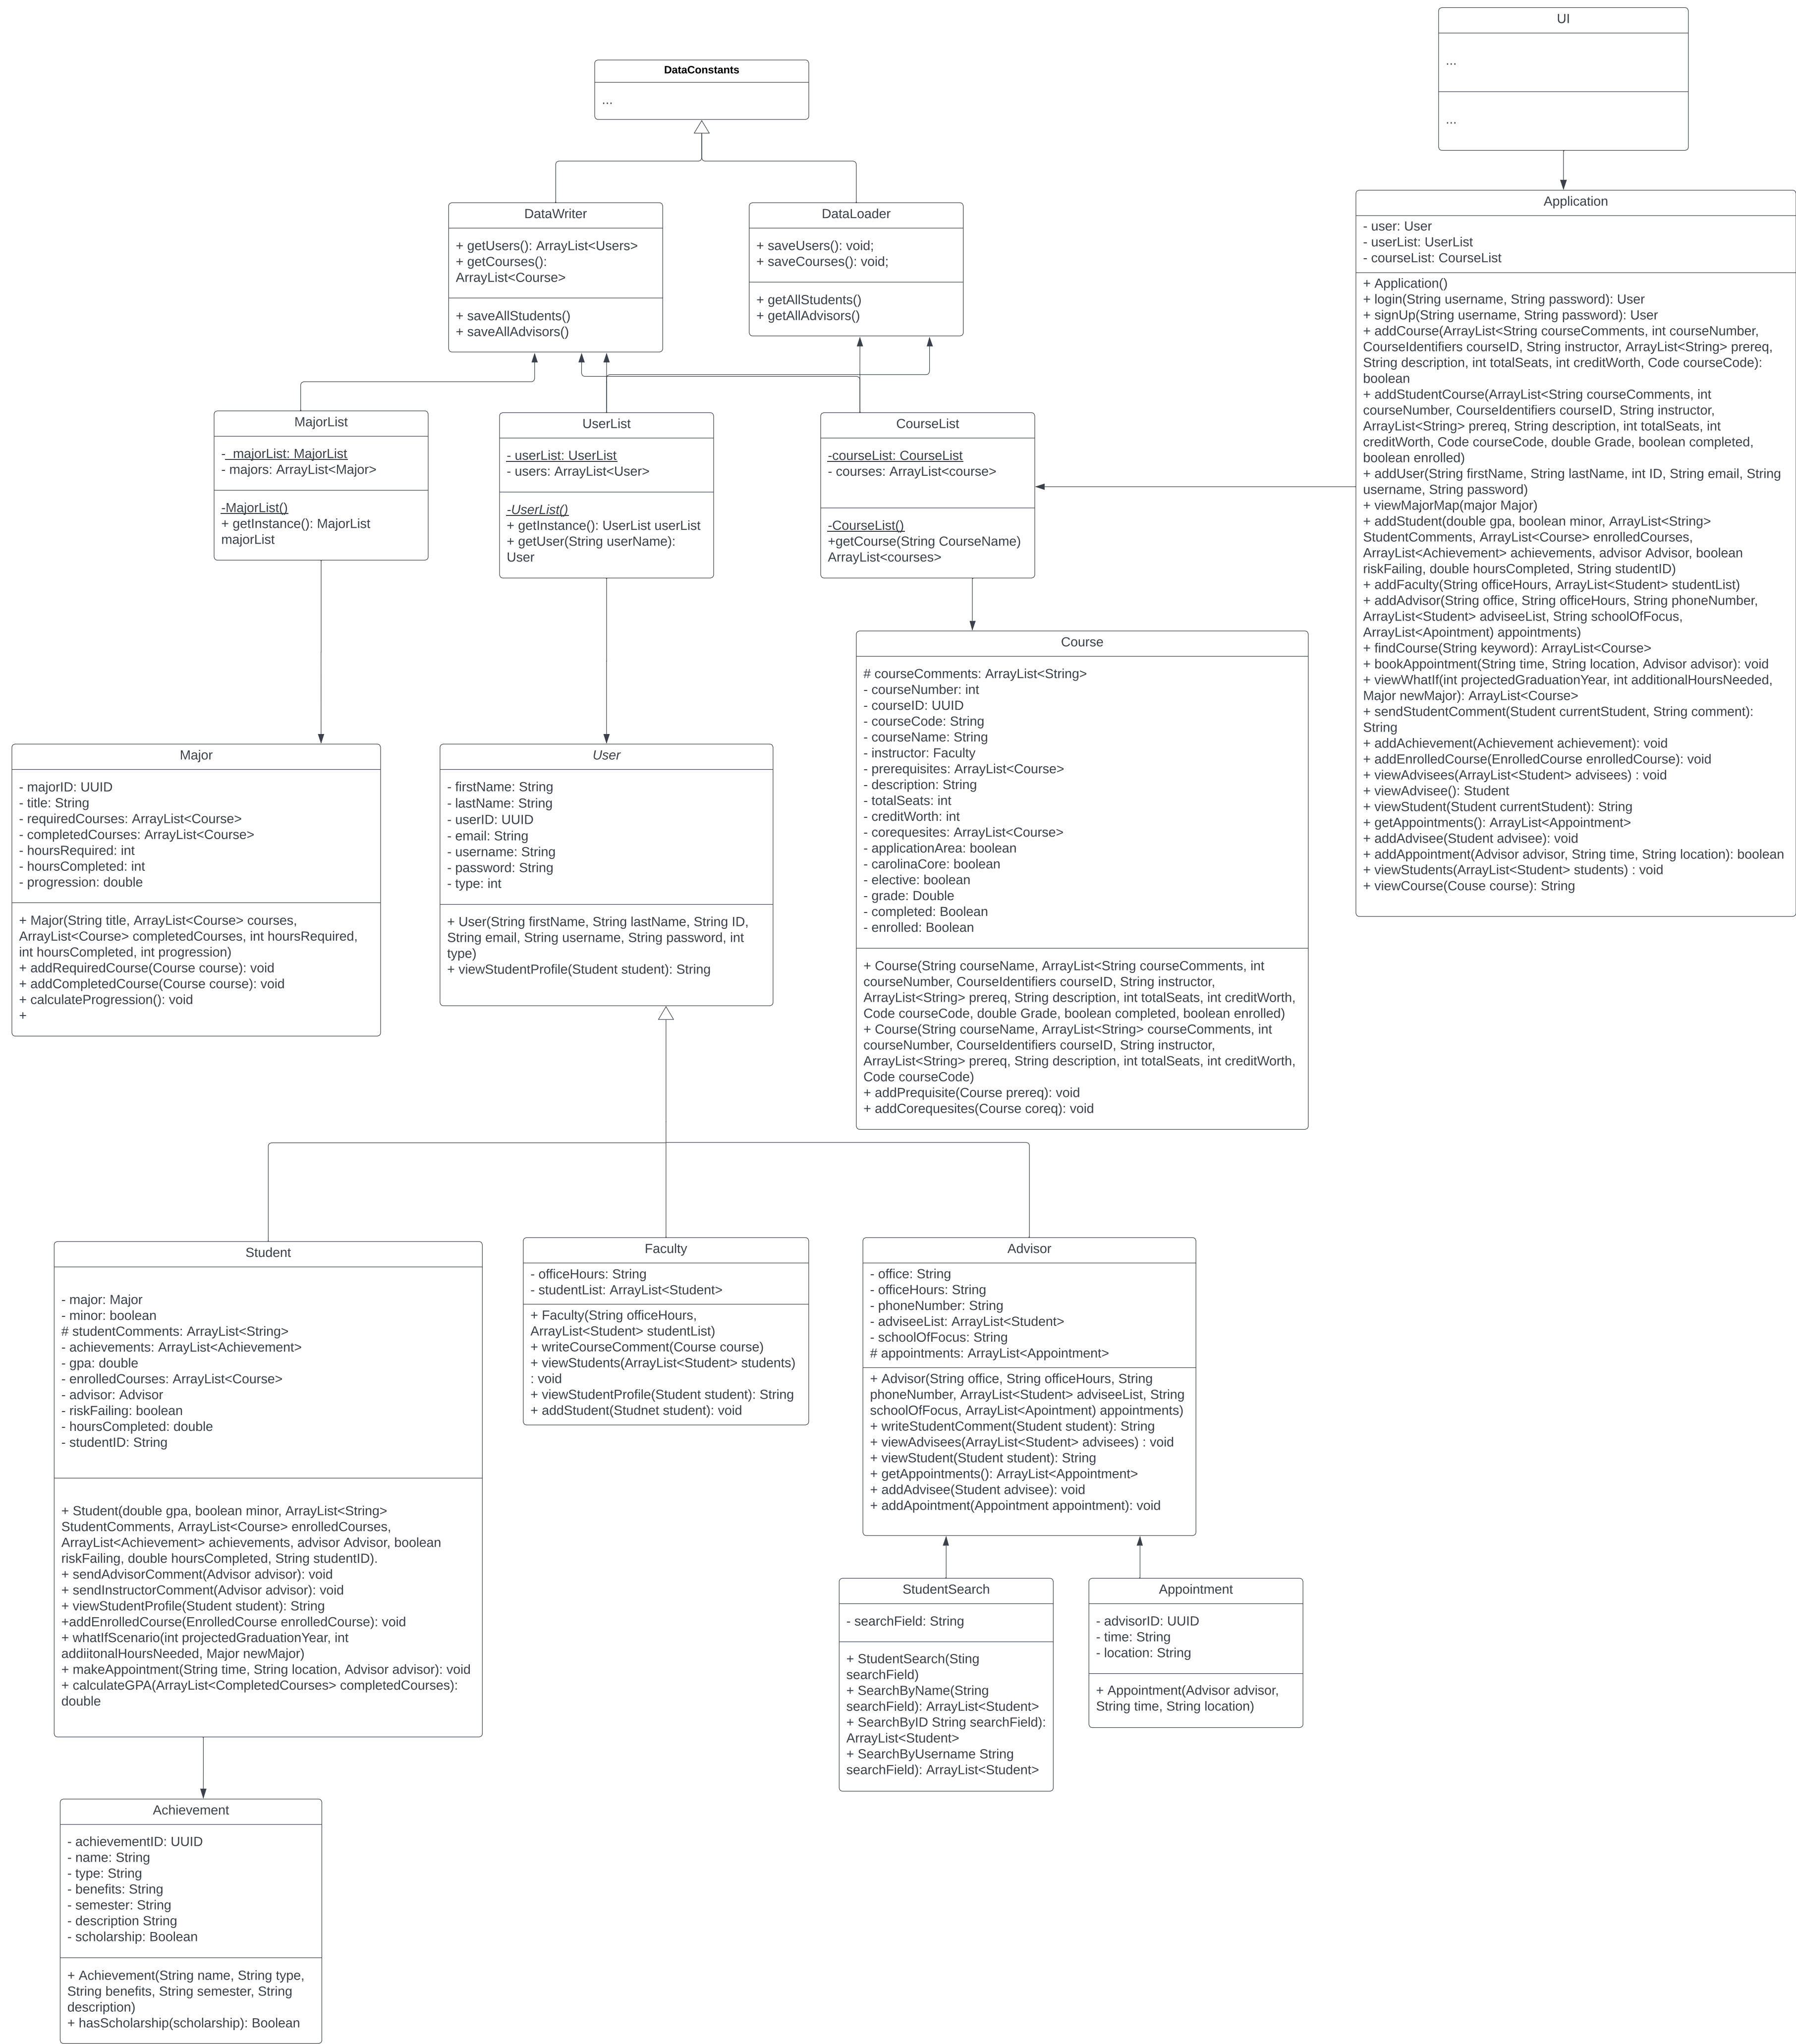 UI
...
...
DataConstants
...
DataWriter
+ getUsers(): ArrayList<Users>
+ getCourses():
ArrayList<Course>
+ saveAllStudents()
+ saveAllAdvisors()
DataLoader
+ saveUsers(): void;
+ saveCourses(): void;
+ getAllStudents()
+ getAllAdvisors()
Application
- user: User
- userList: UserList
- courseList: CourseList
+ Application()
+ login(String username, String password): User
+ signUp(String username, String password): User
+ addCourse(ArrayList<String courseComments, int courseNumber,
CourseIdentifiers courseID, String instructor, ArrayList<String> prereq,
String description, int totalSeats, int creditWorth, Code courseCode):
boolean
+ addStudentCourse(ArrayList<String courseComments, int
courseNumber, CourseIdentifiers courseID, String instructor,
ArrayList<String> prereq, String description, int totalSeats, int
creditWorth, Code courseCode, double Grade, boolean completed,
boolean enrolled)
+ addUser(String firstName, String lastName, int ID, String email, String
username, String password)
+ viewMajorMap(major Major)
+ addStudent(double gpa, boolean minor, ArrayList<String>
StudentComments, ArrayList<Course> enrolledCourses,
ArrayList<Achievement> achievements, advisor Advisor, boolean
riskFailing, double hoursCompleted, String studentID)
+ addFaculty(String officeHours, ArrayList<Student> studentList)
+ addAdvisor(String office, String officeHours, String phoneNumber,
ArrayList<Student> adviseeList, String schoolOfFocus,
ArrayList<Apointment) appointments)
+ findCourse(String keyword): ArrayList<Course>
+ bookAppointment(String time, String location, Advisor advisor): void
+ viewWhatIf(int projectedGraduationYear, int additionalHoursNeeded,
Major newMajor): ArrayList<Course>
+ sendStudentComment(Student currentStudent, String comment):
String
+ addAchievement(Achievement achievement): void
+ addEnrolledCourse(EnrolledCourse enrolledCourse): void
+ viewAdvisees(ArrayList<Student> advisees) : void
+ viewAdvisee(): Student
+ viewStudent(Student currentStudent): String
+ getAppointments(): ArrayList<Appointment>
+ addAdvisee(Student advisee): void
+ addAppointment(Advisor advisor, String time, String location): boolean
+ viewStudents(ArrayList<Student> students) : void
+ viewCourse(Couse course): String
MajorList
- majorList: MajorList
- majors: ArrayList<Major>
-MajorList()
+ getInstance(): MajorList
majorList
UserList
- userList: UserList
- users: ArrayList<User>
-UserList()
+ getInstance(): UserList userList
+ getUser(String userName):
User
CourseList
-courseList: CourseList
- courses: ArrayList<course>
-CourseList()
+getCourse(String CourseName)
ArrayList<courses>
Course
# courseComments: ArrayList<String>
- courseNumber: int
- courseID: UUID
- courseCode: String
- courseName: String
- instructor: Faculty
- prerequisites: ArrayList<Course>
- description: String
- totalSeats: int
- creditWorth: int
- corequesites: ArrayList<Course>
- applicationArea: boolean
- carolinaCore: boolean
- elective: boolean
- grade: Double
- completed: Boolean
- enrolled: Boolean
+ Course(String courseName, ArrayList<String courseComments, int
courseNumber, CourseIdentifiers courseID, String instructor,
ArrayList<String> prereq, String description, int totalSeats, int creditWorth,
Code courseCode, double Grade, boolean completed, boolean enrolled)
+ Course(String courseName, ArrayList<String> courseComments, int
courseNumber, CourseIdentifiers courseID, String instructor,
ArrayList<String> prereq, String description, int totalSeats, int creditWorth,
Code courseCode)
+ addPrequisite(Course prereq): void
+ addCorequesites(Course coreq): void
Major
- majorID: UUID
- title: String
- requiredCourses: ArrayList<Course>
- completedCourses: ArrayList<Course>
- hoursRequired: int
- hoursCompleted: int
- progression: double
+ Major(String title, ArrayList<Course> courses,
ArrayList<Course> completedCourses, int hoursRequired,
int hoursCompleted, int progression)
+ addRequiredCourse(Course course): void
+ addCompletedCourse(Course course): void
+ calculateProgression(): void
+
User
- firstName: String
- lastName: String
- userID: UUID
- email: String
- username: String
- password: String
- type: int
+ User(String firstName, String lastName, String ID,
String email, String username, String password, int
type)
+ viewStudentProfile(Student student): String
Student
- major: Major
- minor: boolean
# studentComments: ArrayList<String>
- achievements: ArrayList<Achievement>
- gpa: double
- enrolledCourses: ArrayList<Course>
- advisor: Advisor
- riskFailing: boolean
- hoursCompleted: double
- studentID: String
+ Student(double gpa, boolean minor, ArrayList<String>
StudentComments, ArrayList<Course> enrolledCourses,
ArrayList<Achievement> achievements, advisor Advisor, boolean
riskFailing, double hoursCompleted, String studentID).
+ sendAdvisorComment(Advisor advisor): void
+ sendInstructorComment(Advisor advisor): void
+ viewStudentProfile(Student student): String
+addEnrolledCourse(EnrolledCourse enrolledCourse): void
+ whatIfScenario(int projectedGraduationYear, int
addiitonalHoursNeeded, Major newMajor)
+ makeAppointment(String time, String location, Advisor advisor): void
+ calculateGPA(ArrayList<CompletedCourses> completedCourses):
double
Faculty
- officeHours: String
- studentList: ArrayList<Student>
+ Faculty(String officeHours,
ArrayList<Student> studentList)
+ writeCourseComment(Course course)
+ viewStudents(ArrayList<Student> students)
: void
+ viewStudentProfile(Student student): String
+ addStudent(Studnet student): void
Advisor
- office: String
- officeHours: String
- phoneNumber: String
- adviseeList: ArrayList<Student>
- schoolOfFocus: String
# appointments: ArrayList<Appointment>
+ Advisor(String office, String officeHours, String
phoneNumber, ArrayList<Student> adviseeList, String
schoolOfFocus, ArrayList<Apointment) appointments)
+ writeStudentComment(Student student): String
+ viewAdvisees(ArrayList<Student> advisees) : void
+ viewStudent(Student student): String
+ getAppointments(): ArrayList<Appointment>
+ addAdvisee(Student advisee): void
+ addApointment(Appointment appointment): void
StudentSearch
- searchField: String
+ StudentSearch(Sting
searchField)
+ SearchByName(String
searchField): ArrayList<Student>
+ SearchByID String searchField):
ArrayList<Student>
+ SearchByUsername String
searchField): ArrayList<Student>
Appointment
- advisorID: UUID
- time: String
- location: String
+ Appointment(Advisor advisor,
String time, String location)
Achievement
- achievementID: UUID
- name: String
- type: String
- benefits: String
- semester: String
- description String
- scholarship: Boolean
+ Achievement(String name, String type,
String benefits, String semester, String
description)
+ hasScholarship(scholarship): Boolean